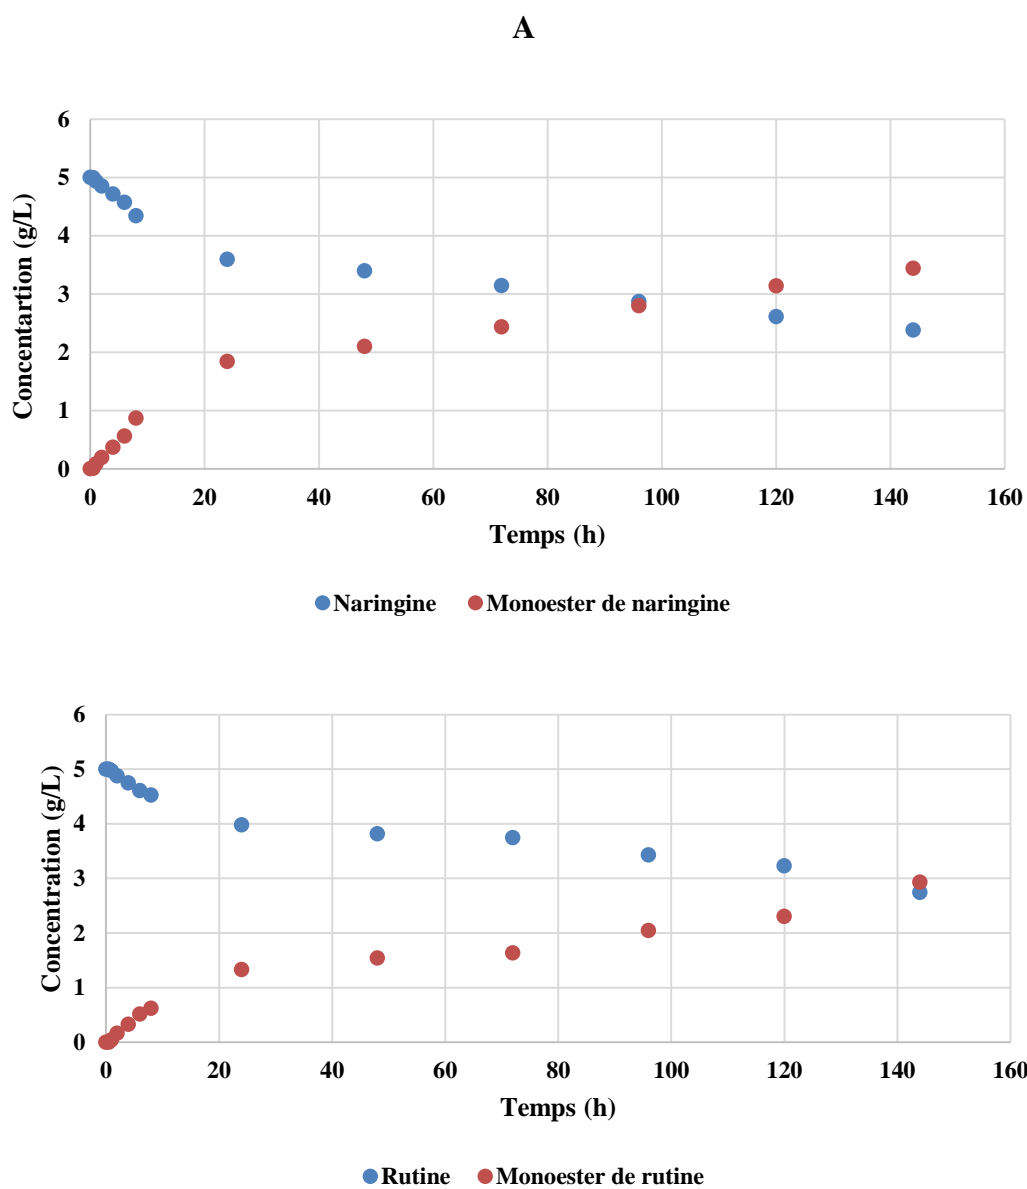 A
6
5
4
3
2
1
0
0 20 40 60 80 100 120 140 160
Concentartion (g/L)
Temps (h)
Naringine Monoester de naringine
6
5
4
3
2
1
0
0 20 40 60 80 100 120 140 160
Concentration (g/L)
Temps (h)
Rutine Monoester de rutine